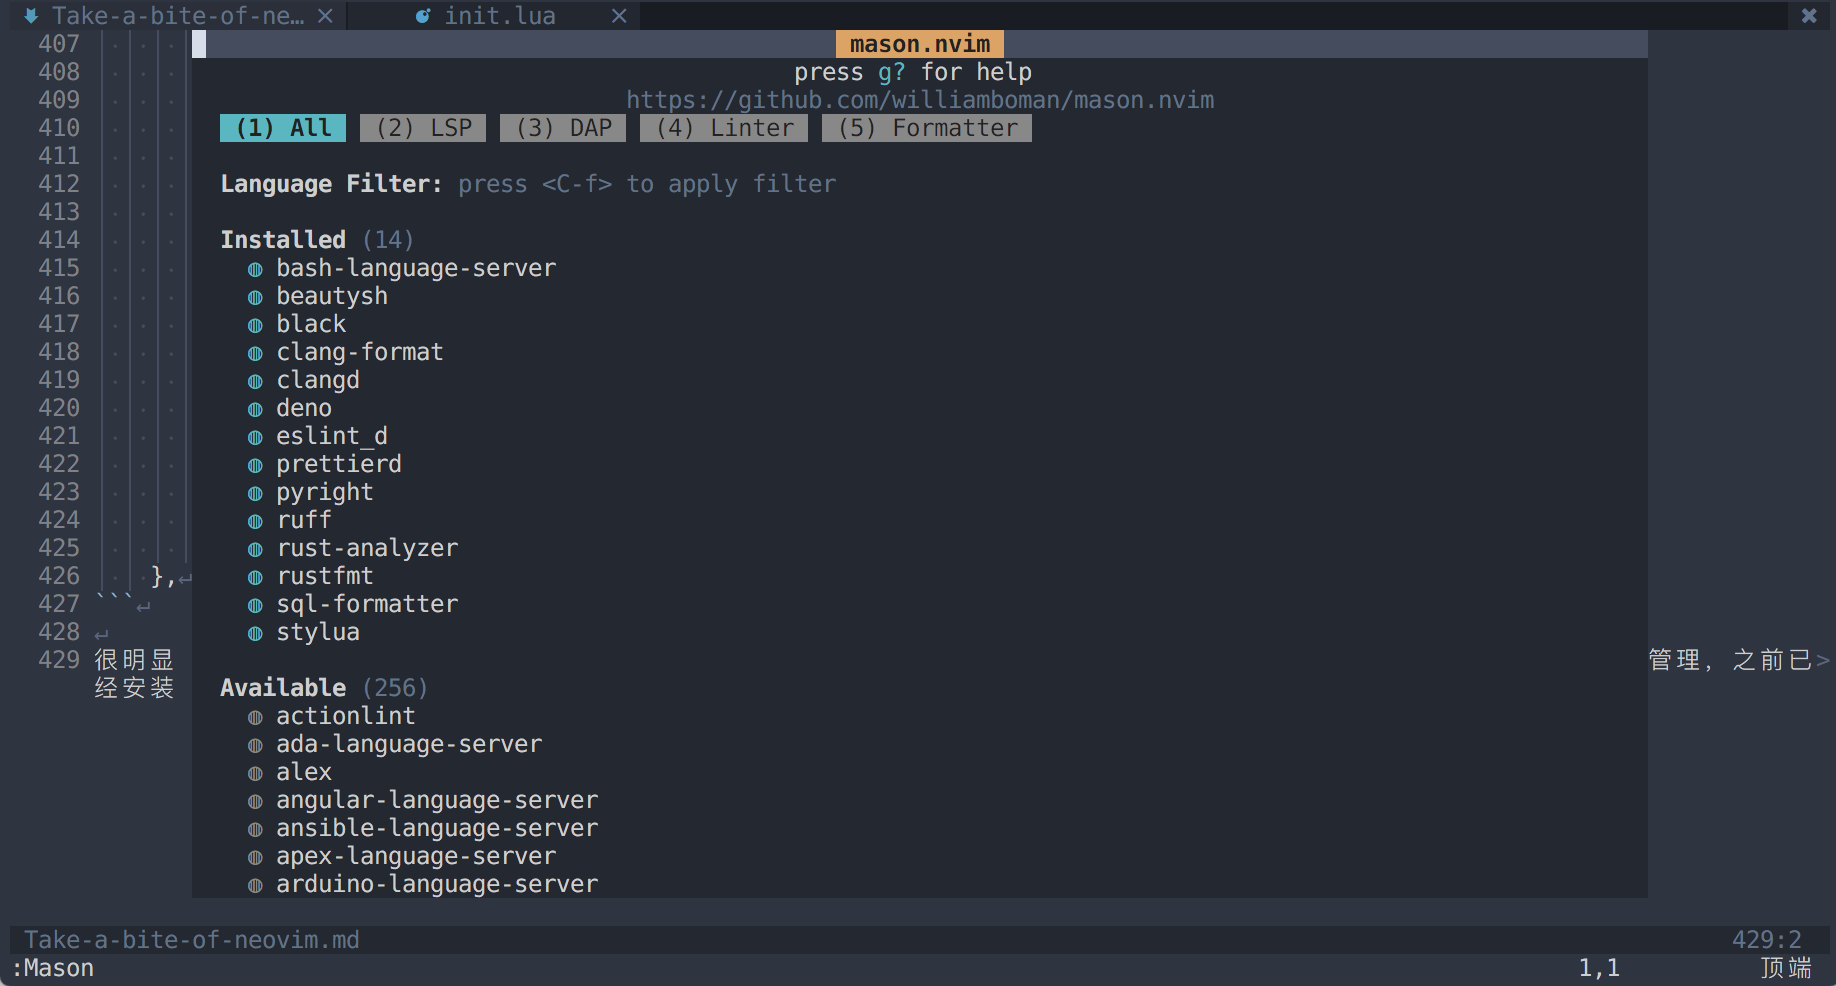 Take-a-bite-of-ne… × init.lua ×
407 mason.nvim
408 press g? for help
409 https://github.com/williamboman/mason.nvim
410 (1) All (2) LSP (3) DAP (4) Linter (5) Formatter
411
412 Language Filter: press <C-f> to apply filter
413
414 Installed (14)
415 bash-language-server
416 beautysh
417 black
418 clang-format
419 clangd
420 deno
421 eslint_d
422 prettierd
423 pyright
424 ruff
425 rust-analyzer
426 }, rustfmt
427 ``` sql-formatter
428 stylua
429 很明显 管理, 之前已>
经安装 Available (256)
actionlint
ada-language-server
alex
angular-language-server
ansible-language-server
apex-language-server
arduino-language-server
Take-a-bite-of-neovim.md 429:2
:Mason 1,1 顶端